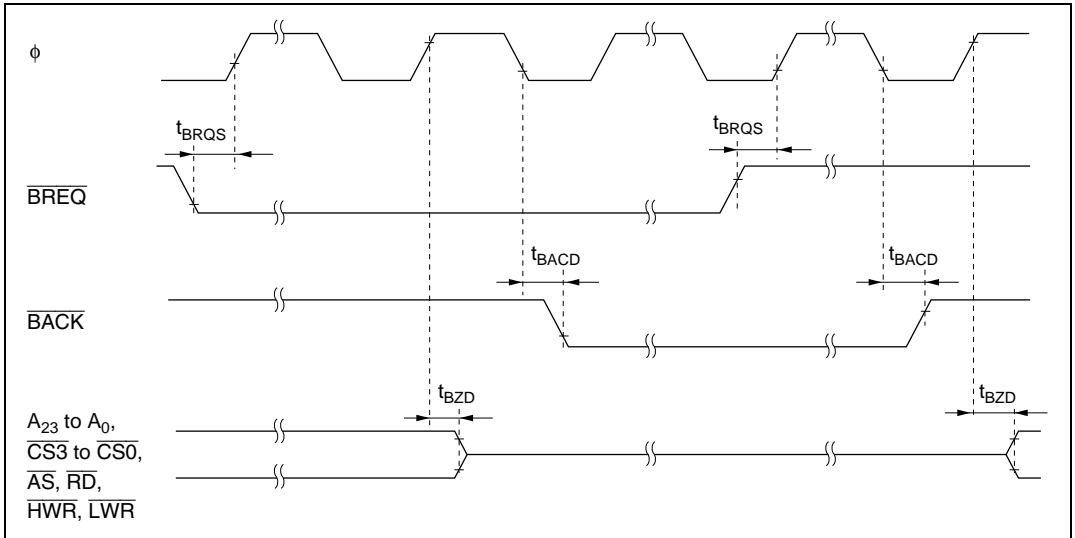 ϕ
tBRQS
tBRQS
BREQ
tBACD
tBACD
BACK
tBZD
tBZD
A23 to A0,
CS3 to CS0,
AS, RD,
HWR, LWR